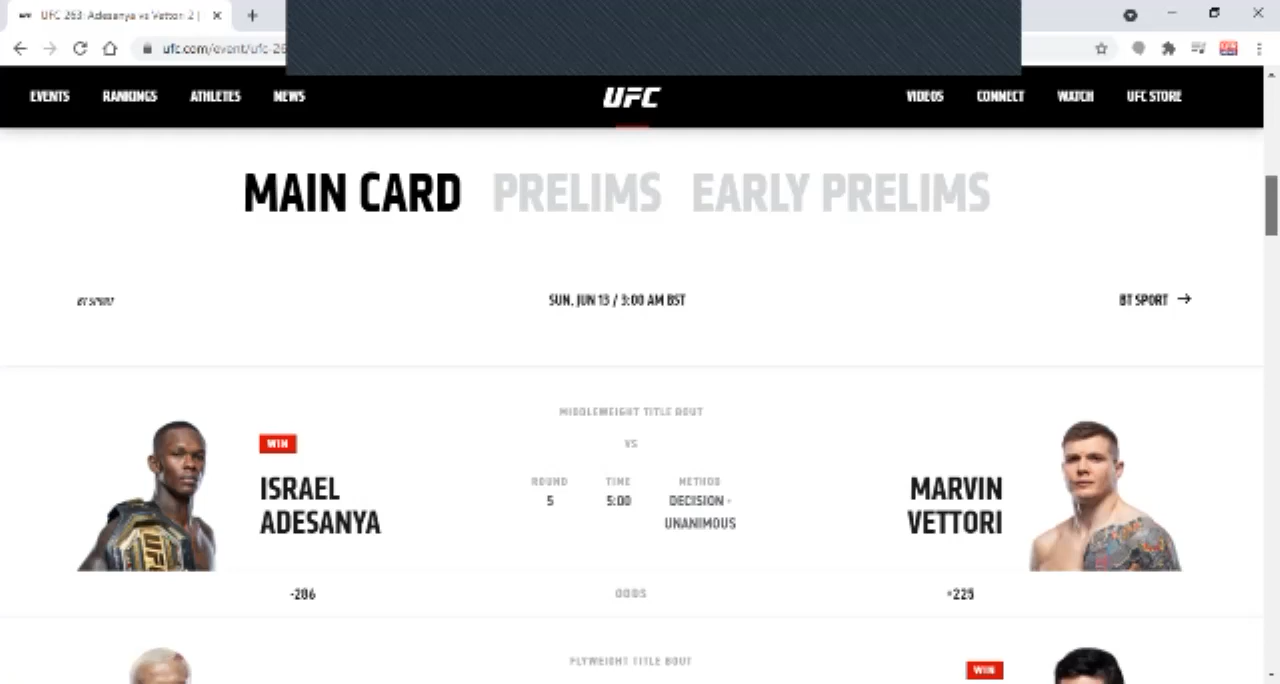 UFC 263: Adesanya vs Vettori 2 |
ufc.com/event/ufc-26
EVENTS RANKINGS ATHLETES NEWS UFC VIDEOS CONNECT WATCH UFC STORE
MAIN CARD PRELIMS EARLY PRELIMS
BT SPORT SUN, JUN 13 / 3:00 AM BST BT SPORT →
MIDDLEWEIGHT TITLE BOUT
WIN VS
ROUND TIME METHOD
ISRAEL 5 5:00 DECISION - MARVIN
ADESANYA UNANIMOUS VETTORI
-286 ODDS +225
FLYWEIGHT TITLE BOUT
WIN